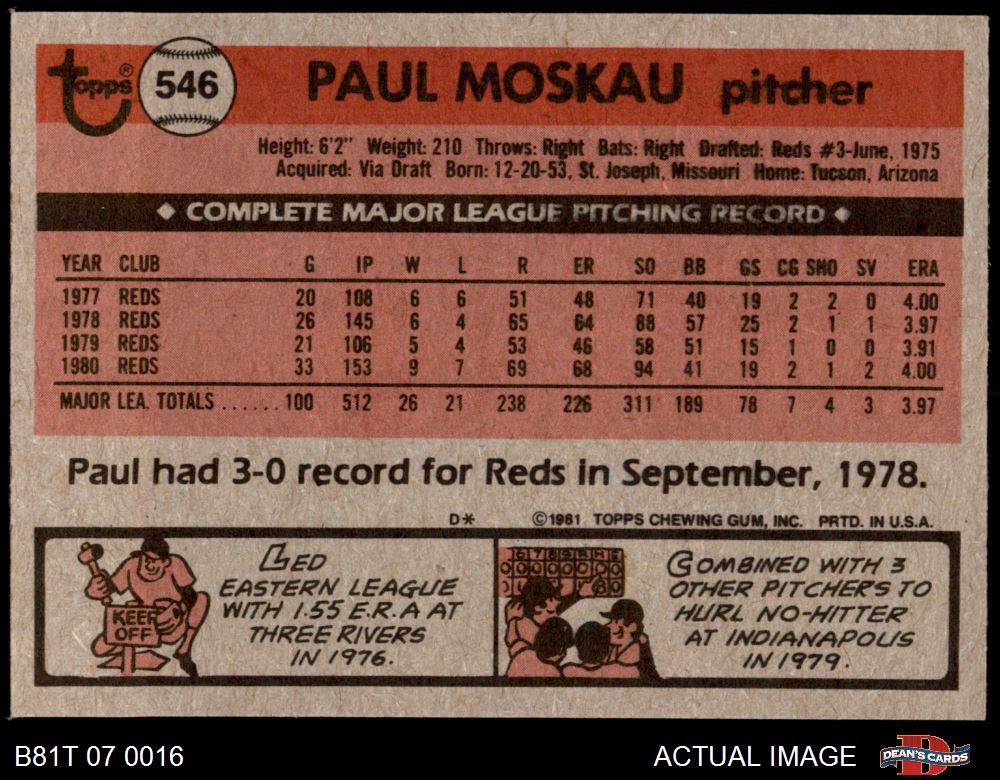 topps® 546 PAUL MOSKAU pitcher
Height: 6'2" Weight: 210 Throws: Right Bats: Right Drafted: Reds #3-June, 1975
Acquired: Via Draft Born: 12-20-53, St. Joseph, Missouri Home: Tucson, Arizona
◆ COMPLETE MAJOR LEAGUE PITCHING RECORD ◆
YEAR CLUB G IP W L R ER SO BB GS CG SHO SV ERA
1977 REDS 20 108 6 6 51 48 71 40 19 2 2 0 4.00
1978 REDS 26 145 6 4 65 64 88 57 25 2 1 1 3.97
1979 REDS 21 106 5 4 53 46 58 51 15 1 0 0 3.91
1980 REDS 33 153 9 7 69 68 94 41 19 2 1 2 4.00
MAJOR LEA. TOTALS ...... 100 512 26 21 238 226 311 189 78 7 4 3 3.97
Paul had 3-0 record for Reds in September, 1978.
D* ©1981 TOPPS CHEWING GUM, INC. PRTD. IN U.S.A.
KEEP
OFF
LED
EASTERN LEAGUE
WITH 1.55 E.R.A AT
THREE RIVERS
IN 1976.
6 7 8 9 R H E
COMBINED WITH 3
OTHER PITCHERS TO
HURL NO-HITTER
AT INDIANAPOLIS
IN 1979.
B81T 07 0016 ACTUAL IMAGE DEAN'S CARDS